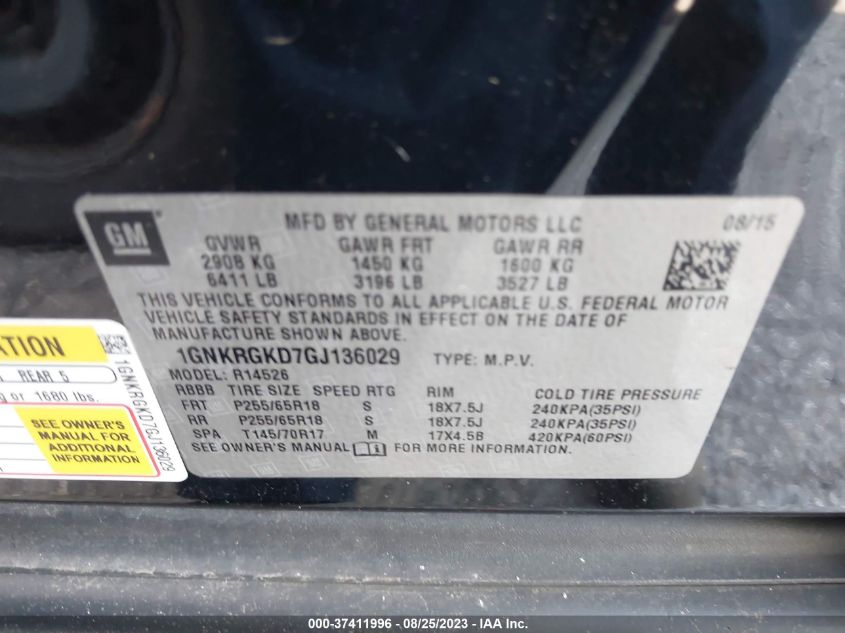 GM
MFD BY GENERAL MOTORS LLC
08/15
GVWR GAWR FRT GAWR RR
2908 KG 1450 KG 1600 KG
6411 LB 3196 LB 3527 LB
THIS VEHICLE CONFORMS TO ALL APPLICABLE U.S. FEDERAL MOTOR
VEHICLE SAFETY STANDARDS IN EFFECT ON THE DATE OF
MANUFACTURE SHOWN ABOVE.
1GNKRGKD7GJ136029 TYPE: M.P.V.
MODEL: R14526
RBBB TIRE SIZE SPEED RTG RIM COLD TIRE PRESSURE
FRT P255/65R18 S 18X7.5J 240KPA(35PSI)
RR P255/65R18 S 18X7.5J 240KPA(35PSI)
SPA T145/70R17 M 17X4.5B 420KPA(60PSI)
SEE OWNER'S MANUAL FOR MORE INFORMATION.
ATION
REAR 5
g or 1680 lbs.
SEE OWNER'S
MANUAL FOR
ADDITIONAL
INFORMATION
1GNKRGKD7GJ136029
000-37411996 - 08/25/2023 - IAA Inc.